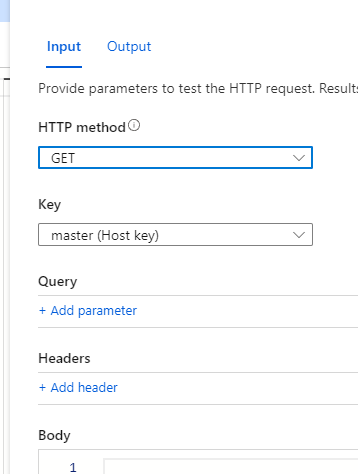 Input Output
Provide parameters to test the HTTP request. Results
HTTP method
GET
Key
master (Host key)
Query
+ Add parameter
Headers
+ Add header
Body
1